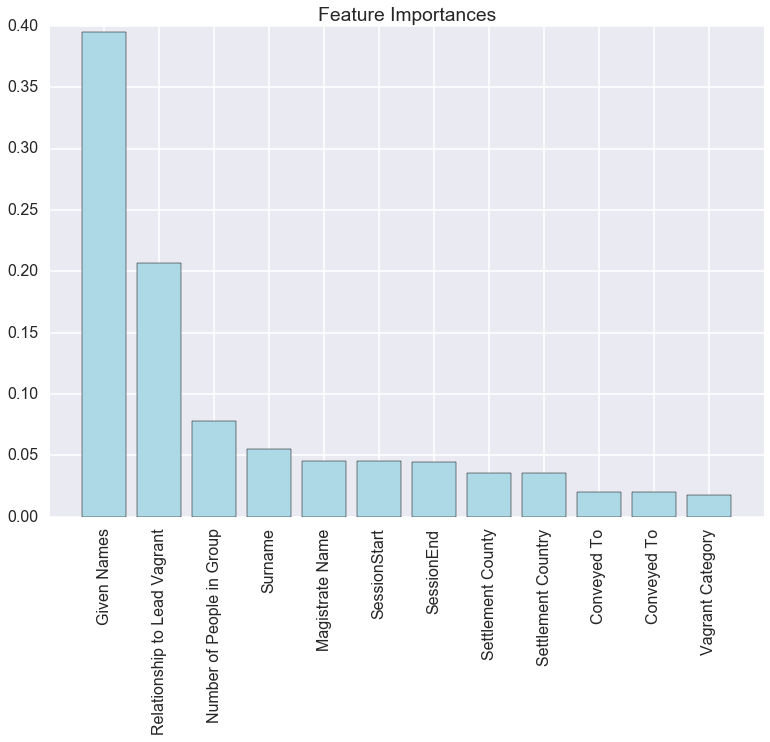 Feature Importances
0.40
0.35
0.30
0.25
0.20
0.15
0.10
0.05
0.00
Given Names
Relationship to Lead Vagrant
Number of People in Group
Surname
Magistrate Name
SessionStart
SessionEnd
Settlement County
Settlement Country
Conveyed To
Conveyed To
Vagrant Category